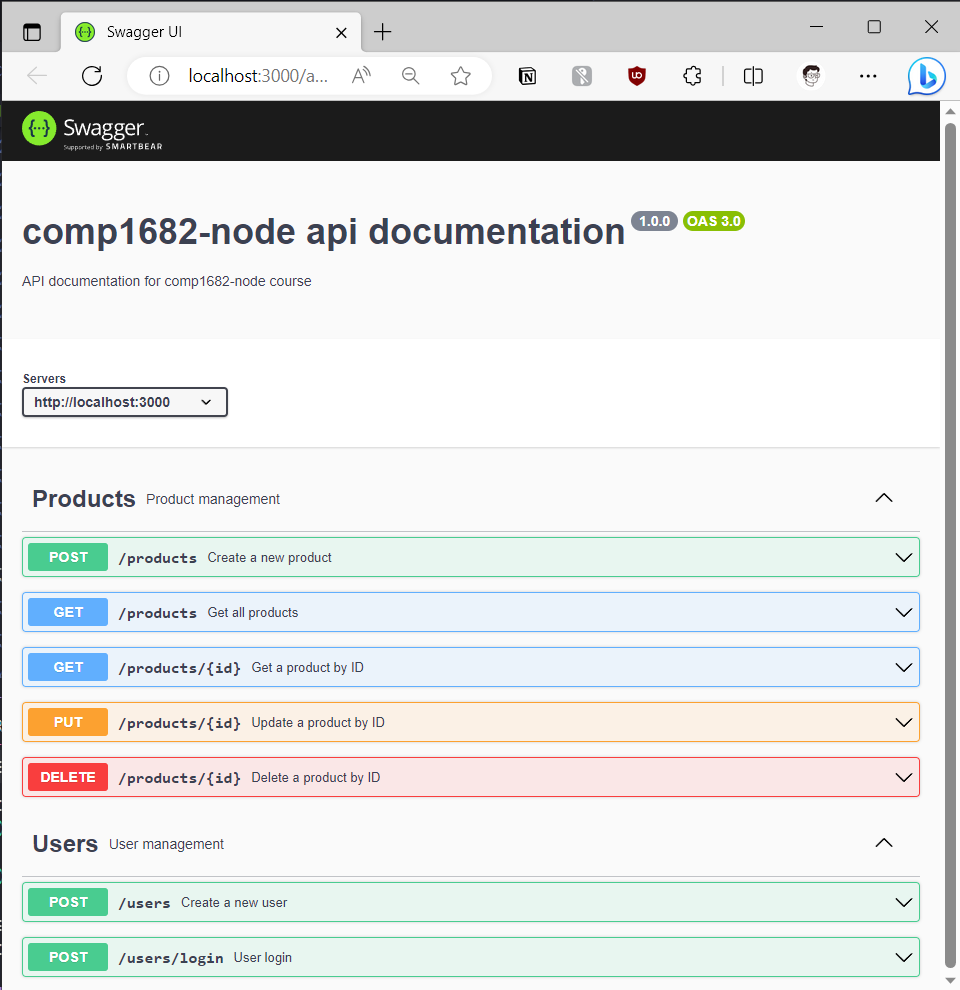 Swagger UI
localhost:3000/a...
Swagger
Supported by SMARTBEAR
comp1682-node api documentation 1.0.0 OAS 3.0
API documentation for comp1682-node course
Servers
http://localhost:3000
Products Product management
POST /products Create a new product
GET /products Get all products
GET /products/{id} Get a product by ID
PUT /products/{id} Update a product by ID
DELETE /products/{id} Delete a product by ID
Users User management
POST /users Create a new user
POST /users/login User login